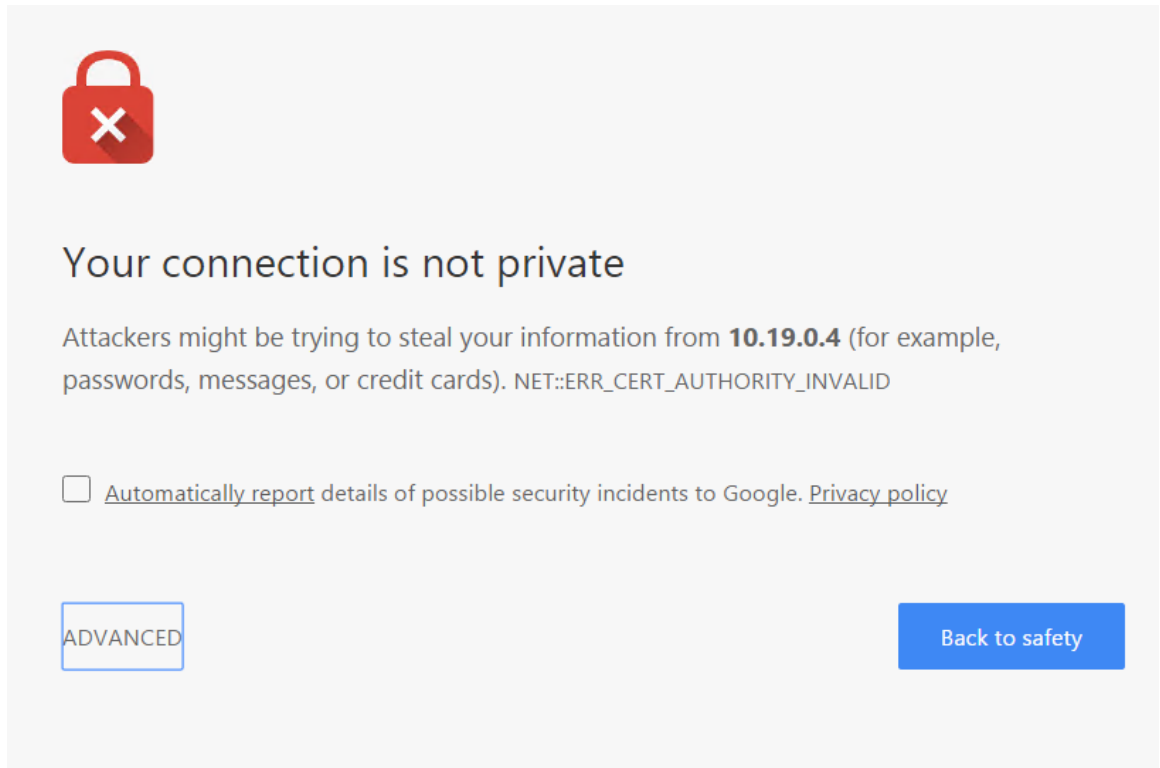 Your connection is not private
Attackers might be trying to steal your information from 10.19.0.4 (for example,
passwords, messages, or credit cards). NET::ERR_CERT_AUTHORITY_INVALID
Automatically report details of possible security incidents to Google. Privacy policy
ADVANCED
Back to safety